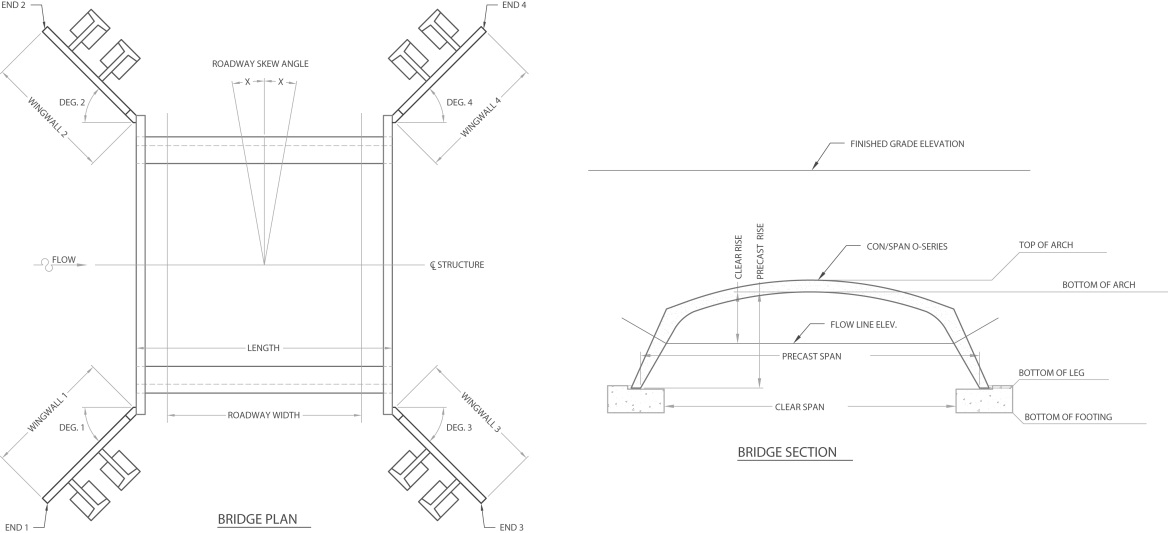 END 2
END 4
ROADWAY SKEW ANGLE
X
X
DEG. 2
DEG. 4
WINGWALL 2
WINGWALL 4
FLOW
℄ STRUCTURE
LENGTH
WINGWALL 1
WINGWALL 3
ROADWAY WIDTH
DEG. 1
DEG. 3
END 1
END 3
BRIDGE PLAN
FINISHED GRADE ELEVATION
CLEAR RISE
PRECAST RISE
CON/SPAN O-SERIES
TOP OF ARCH
BOTTOM OF ARCH
FLOW LINE ELEV.
PRECAST SPAN
BOTTOM OF LEG
CLEAR SPAN
BOTTOM OF FOOTING
BRIDGE SECTION